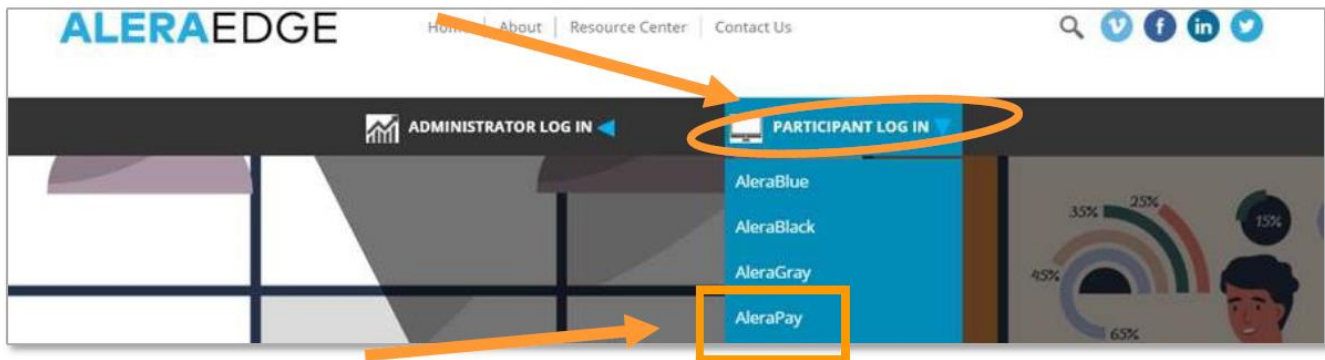 ALERAEDGE
Home | About | Resource Center | Contact Us
ADMINISTRATOR LOG IN
PARTICIPANT LOG IN
AleraBlue
AleraBlack
AleraGray
AleraPay
35%
25%
15%
45%
65%